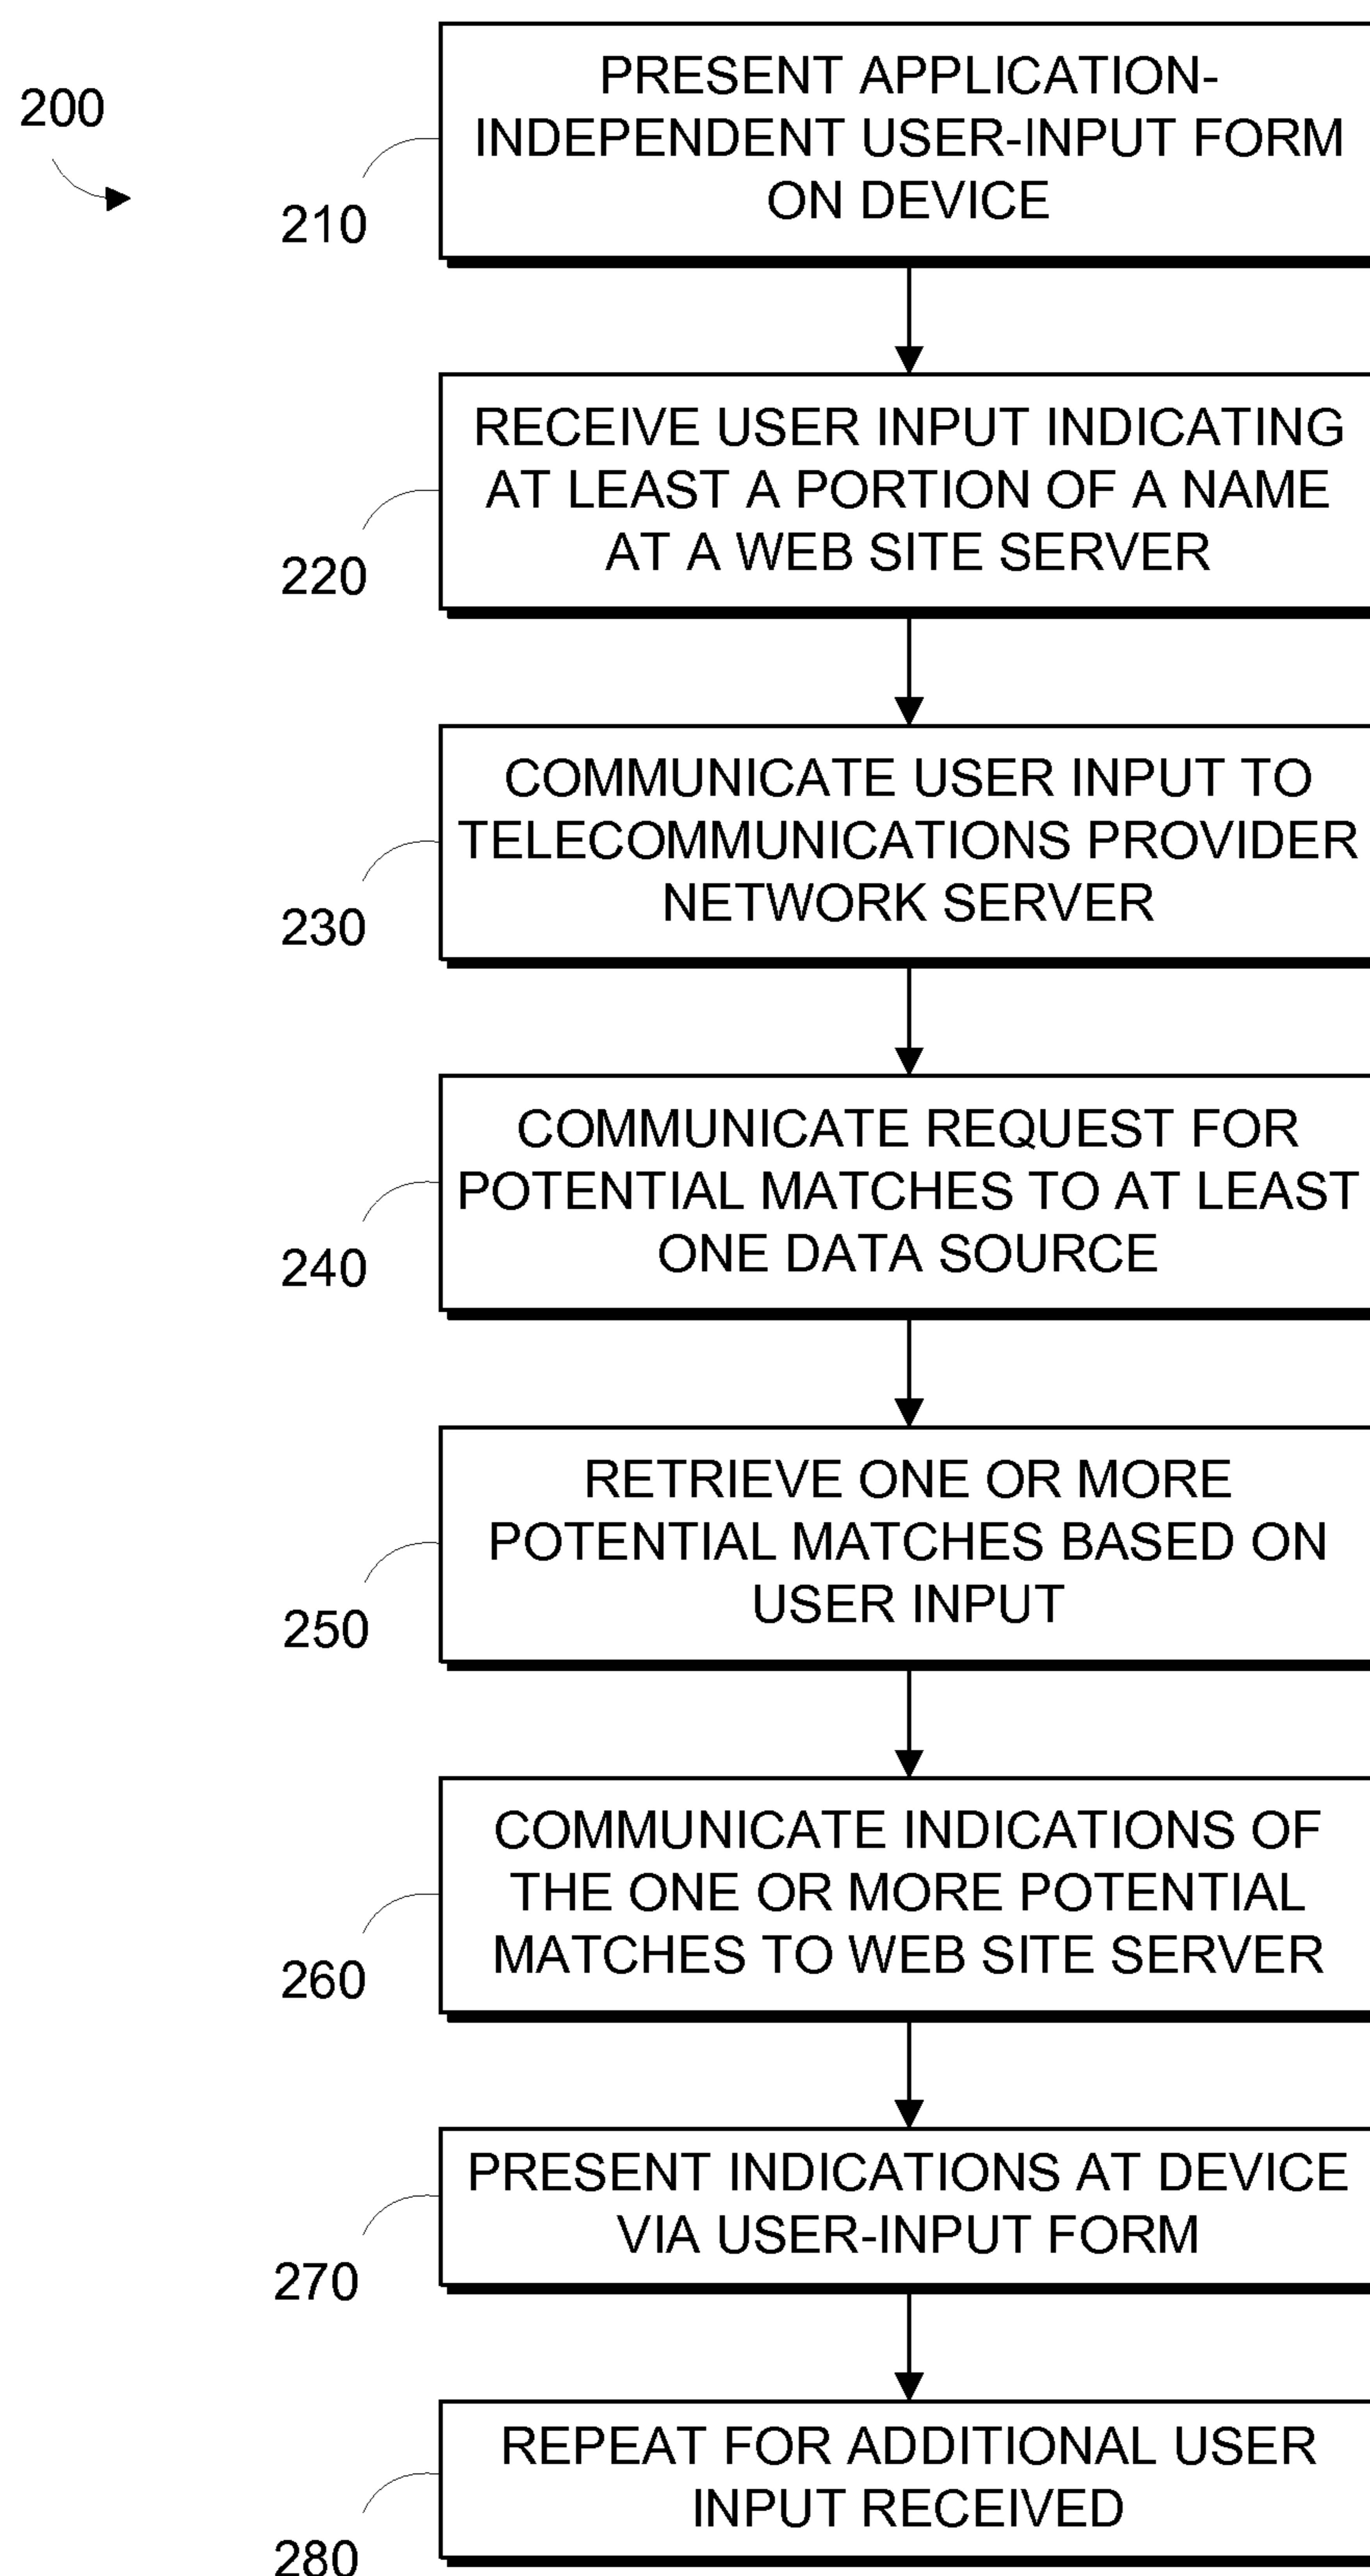 200
PRESENT APPLICATION-
INDEPENDENT USER-INPUT FORM
ON DEVICE
210
RECEIVE USER INPUT INDICATING
AT LEAST A PORTION OF A NAME
AT A WEB SITE SERVER
220
COMMUNICATE USER INPUT TO
TELECOMMUNICATIONS PROVIDER
NETWORK SERVER
230
COMMUNICATE REQUEST FOR
POTENTIAL MATCHES TO AT LEAST
ONE DATA SOURCE
240
RETRIEVE ONE OR MORE
POTENTIAL MATCHES BASED ON
USER INPUT
250
COMMUNICATE INDICATIONS OF
THE ONE OR MORE POTENTIAL
MATCHES TO WEB SITE SERVER
260
PRESENT INDICATIONS AT DEVICE
VIA USER-INPUT FORM
270
REPEAT FOR ADDITIONAL USER
INPUT RECEIVED
280